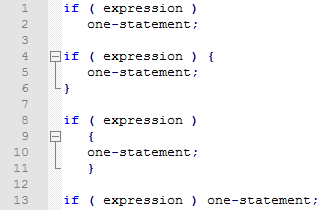 1 if ( expression )
2    one-statement;
3
4 if ( expression ) {
5    one-statement;
6 }
7
8 if ( expression )
9    {
10    one-statement;
11    }
12
13 if ( expression ) one-statement;